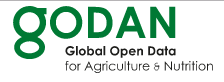 gODAN
Global Open Data
for Agriculture & Nutrition